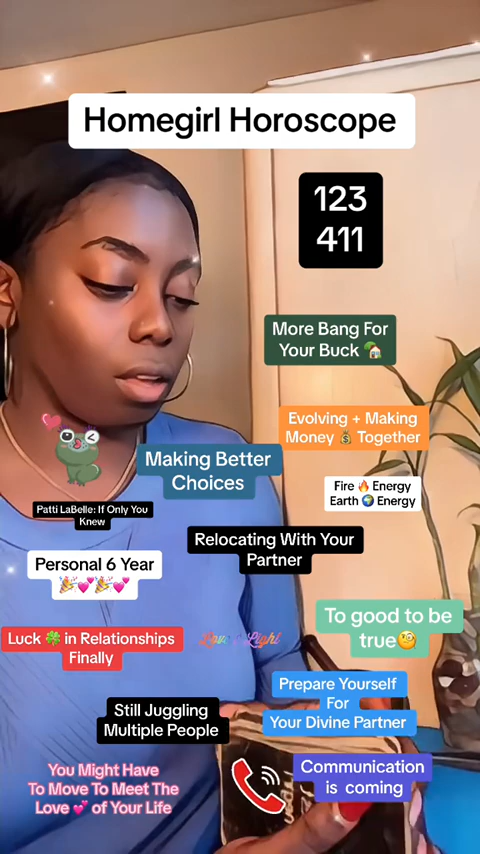 Homegirl Horoscope
123
411
More Bang For
Your Buck 🏡
Evolving + Making
Money 💰 Together
Making Better
Choices
Fire 🔥 Energy
Earth 🌍 Energy
Patti LaBelle: If Only You
Knew
Relocating With Your
Partner
Personal 6 Year
🎉💕🎉💕
To good to be
true🧐
Luck 🍀 in Relationships
Finally
Love & Light
Prepare Yourself
For
Your Divine Partner
Still Juggling
Multiple People
Communication
is coming
You Might Have
To Move To Meet The
Love 💕 of Your Life